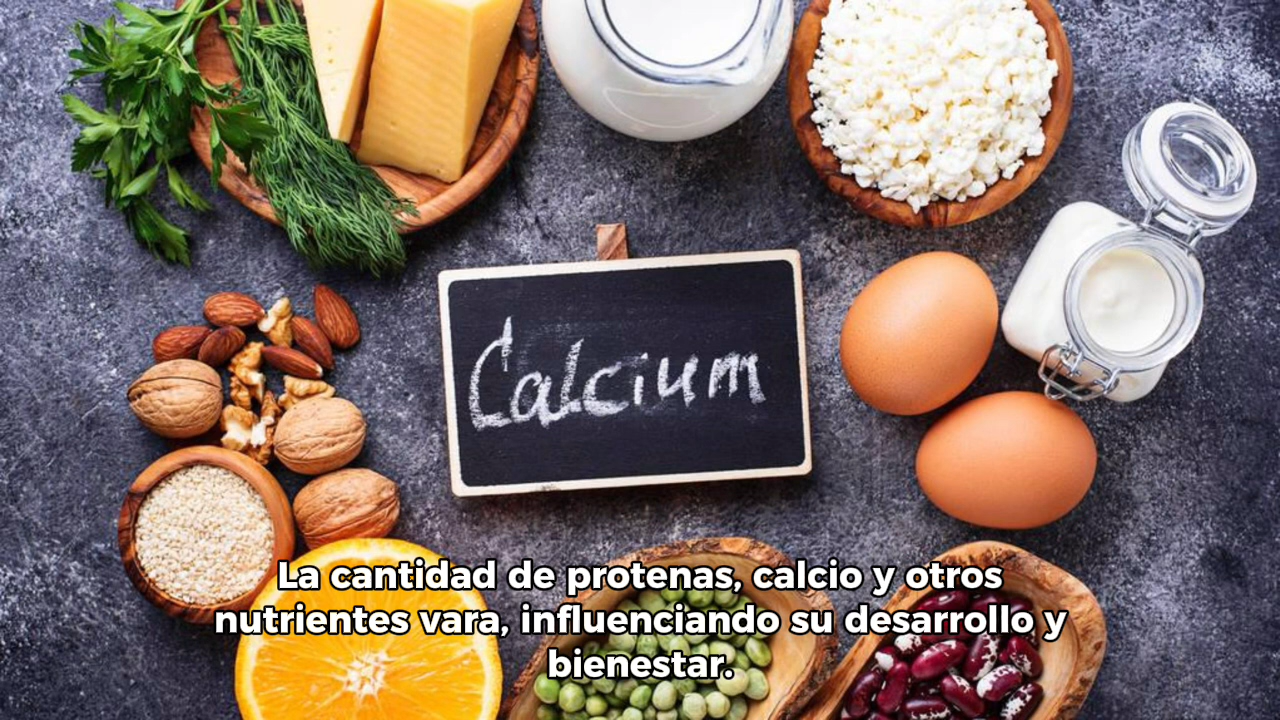 Calcium
La cantidad de protenas, calcio y otros
nutrientes vara, influenciando su desarrollo y
bienestar.